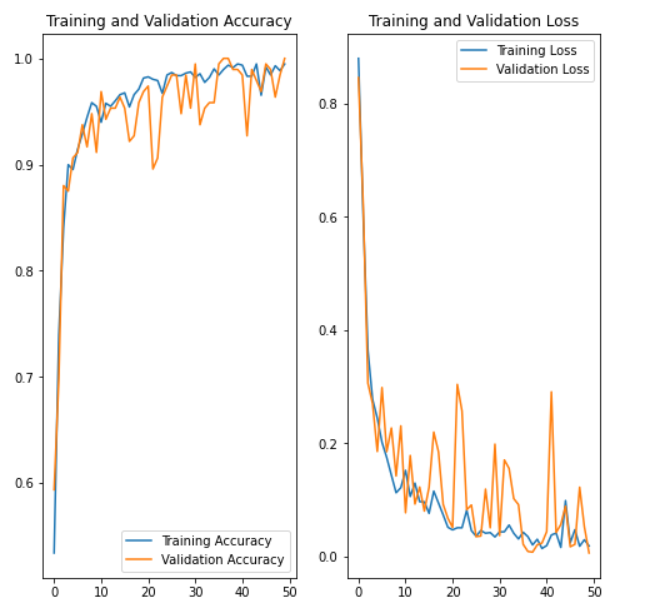 Training and Validation Accuracy
1.0
0.9
0.8
0.7
0.6
Training Accuracy
Validation Accuracy
0 10 20 30 40 50
Training and Validation Loss
Training Loss
Validation Loss
0.8
0.6
0.4
0.2
0.0
0 10 20 30 40 50